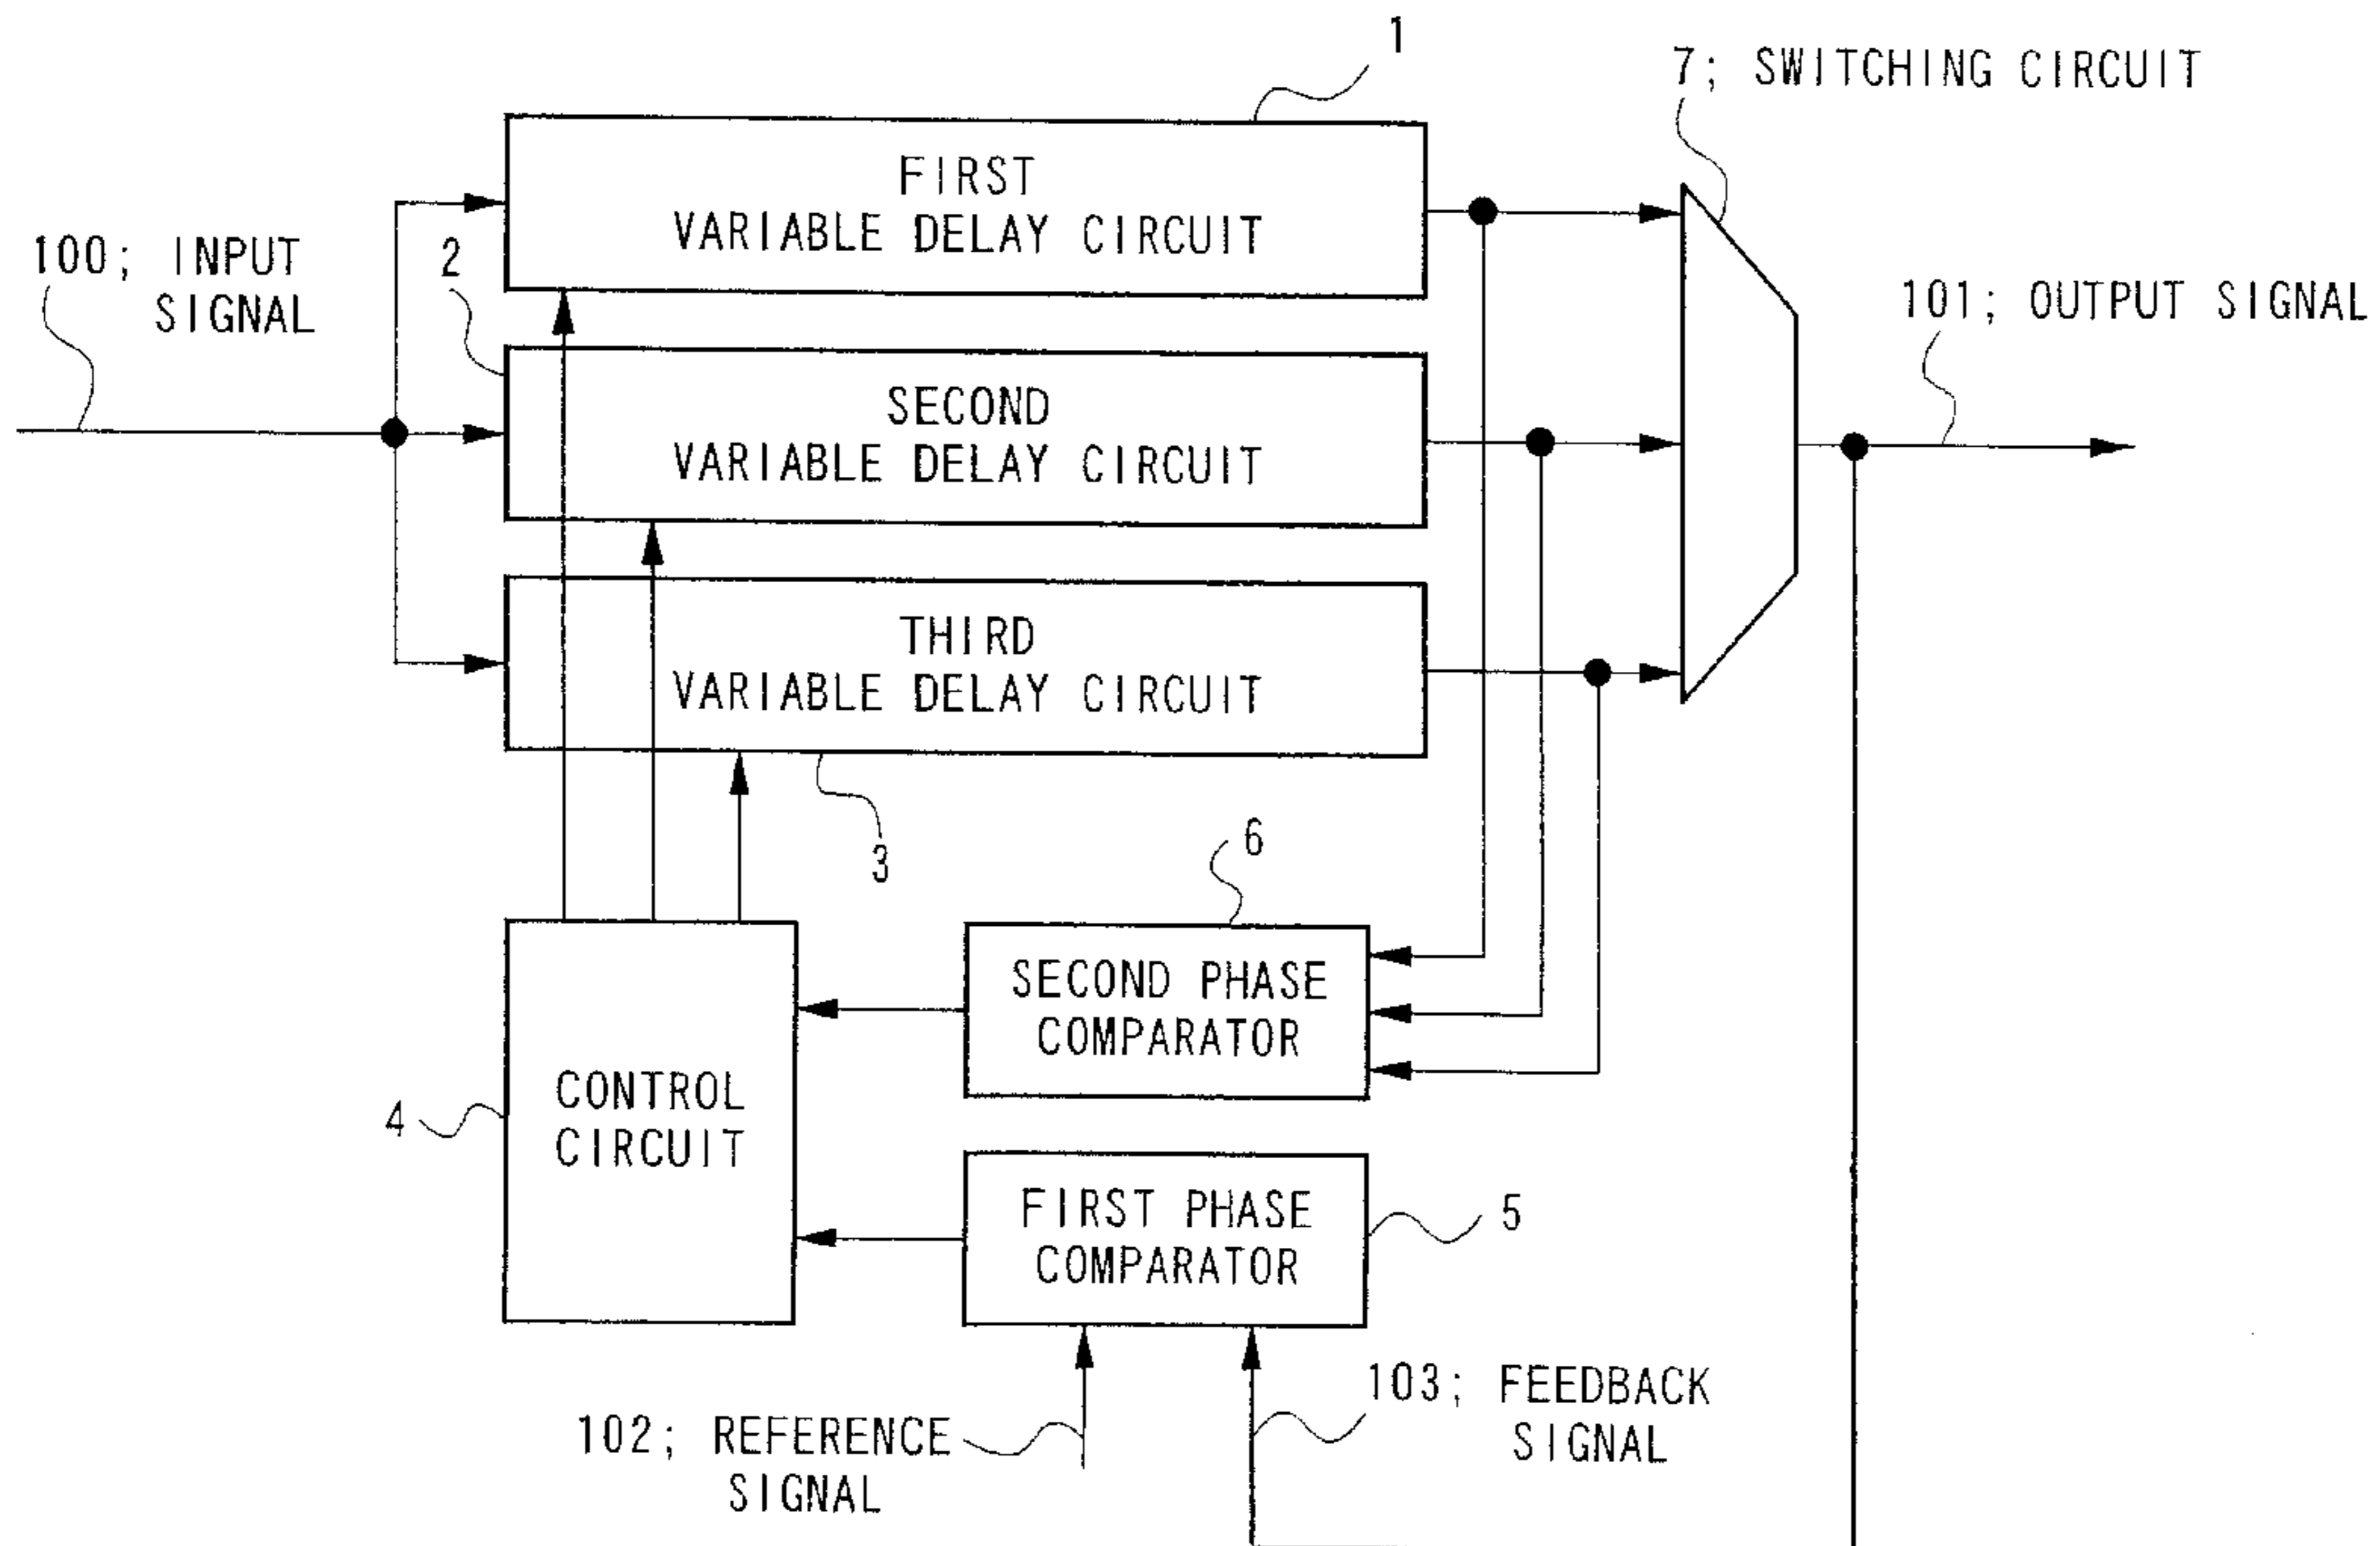 1
7; SWITCHING CIRCUIT
FIRST
VARIABLE DELAY CIRCUIT
100; INPUT
SIGNAL
2
101; OUTPUT SIGNAL
SECOND
VARIABLE DELAY CIRCUIT
THIRD
VARIABLE DELAY CIRCUIT
3
6
SECOND PHASE
COMPARATOR
CONTROL
CIRCUIT
4
FIRST PHASE
COMPARATOR
5
102; REFERENCE
SIGNAL
103; FEEDBACK
SIGNAL